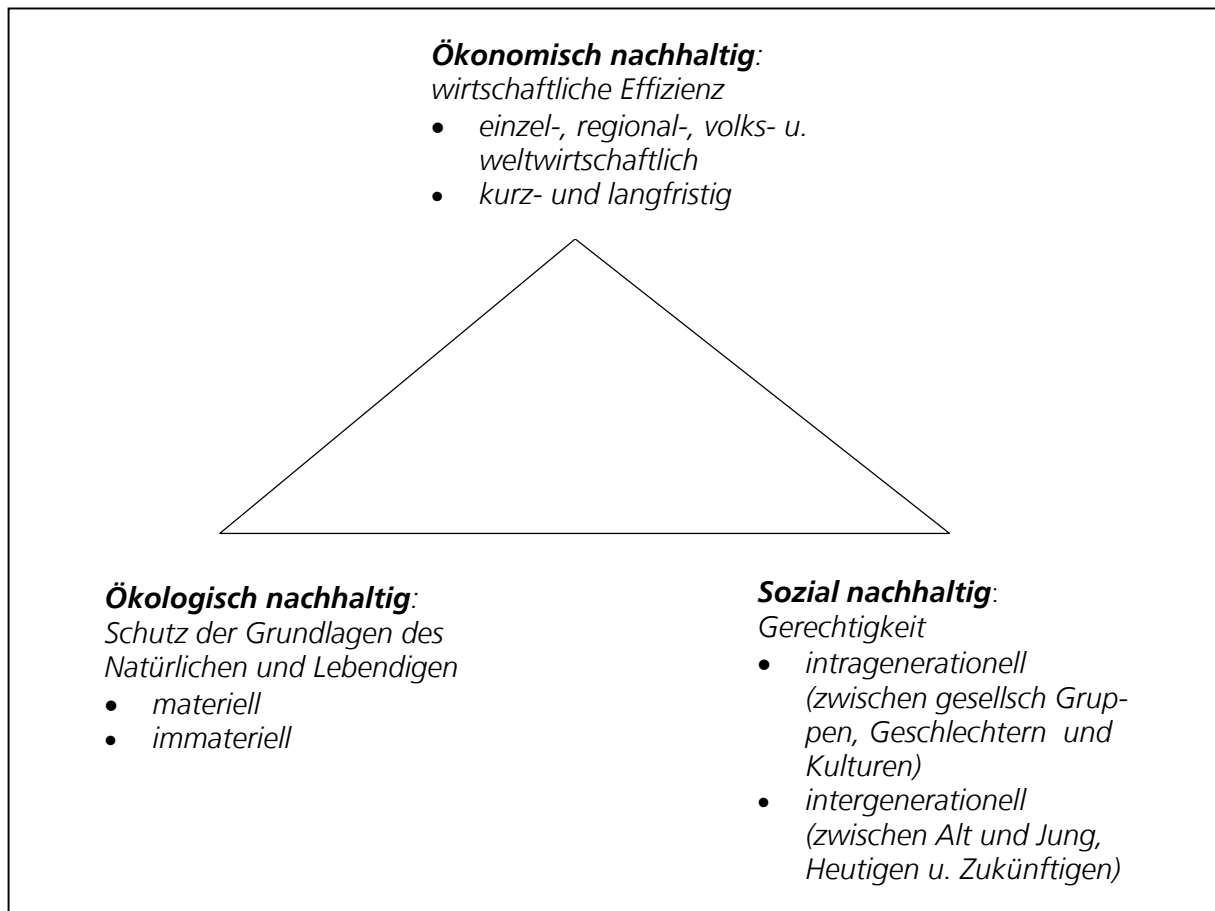 Ökonomisch nachhaltig:
wirtschaftliche Effizienz
• einzel-, regional-, volks- u.
weltwirtschaftlich
• kurz- und langfristig
Ökologisch nachhaltig:
Schutz der Grundlagen des
Natürlichen und Lebendigen
• materiell
• immateriell
Sozial nachhaltig:
Gerechtigkeit
• intragenerationell
(zwischen gesellsch Grup-
pen, Geschlechtern und
Kulturen)
• intergenerationell
(zwischen Alt und Jung,
Heutigen u. Zukünftigen)